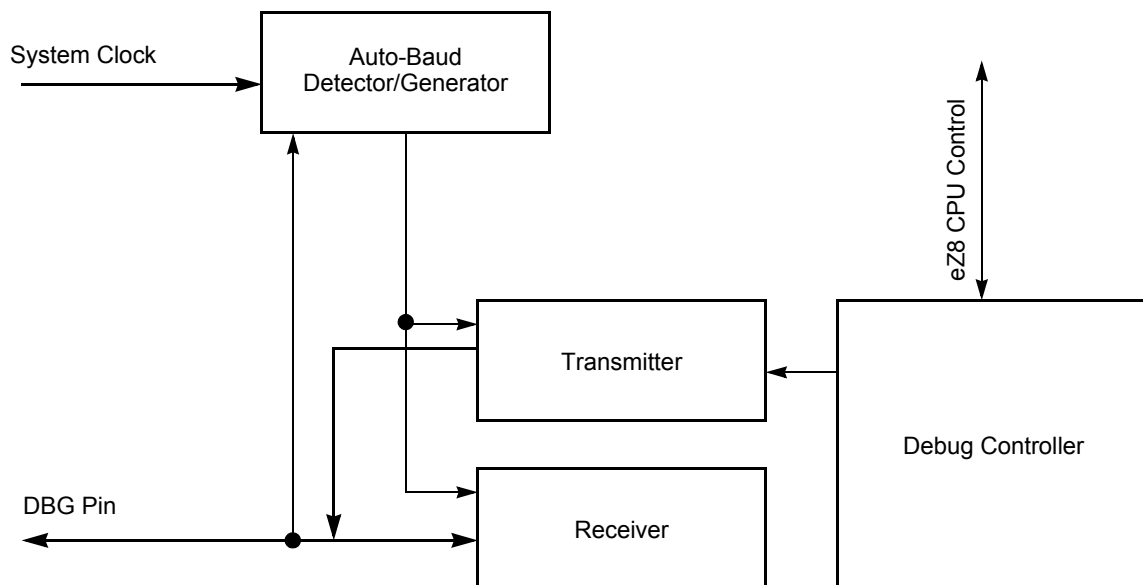 System Clock
Auto-Baud
Detector/Generator
eZ8 CPU Control
Transmitter
Debug Controller
DBG Pin
Receiver